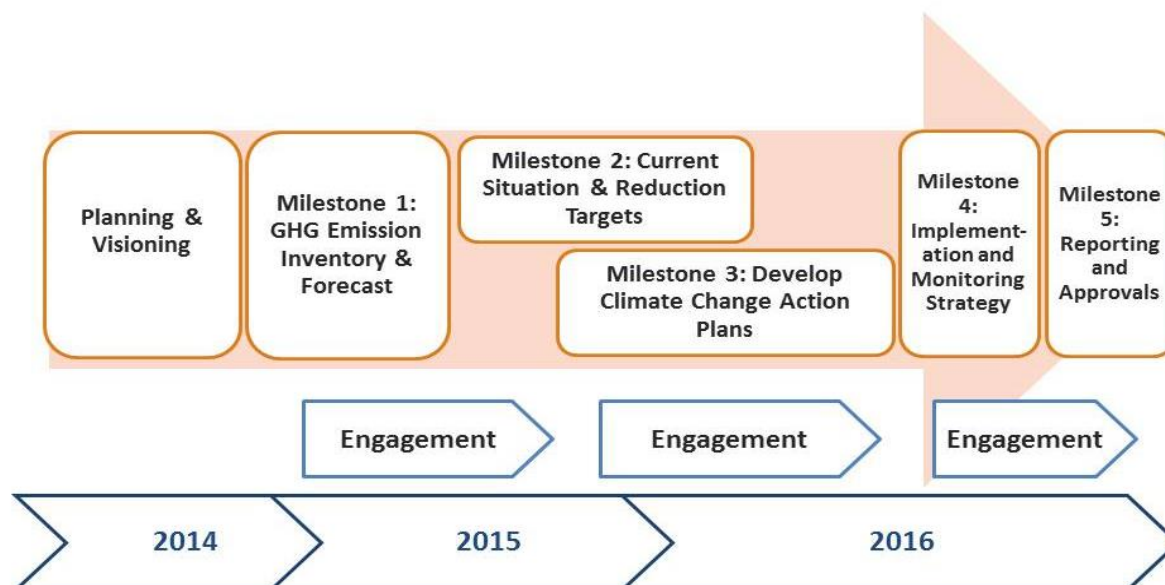 Planning &
Visioning
Milestone 1:
GHG Emission
Inventory &
Forecast
Milestone 2: Current
Situation & Reduction
Targets
Milestone 3: Develop
Climate Change Action
Plans
Milestone
4:
Implement-
ation and
Monitoring
Strategy
Milestone
5:
Reporting
and
Approvals
Engagement
Engagement
Engagement
2014
2015
2016